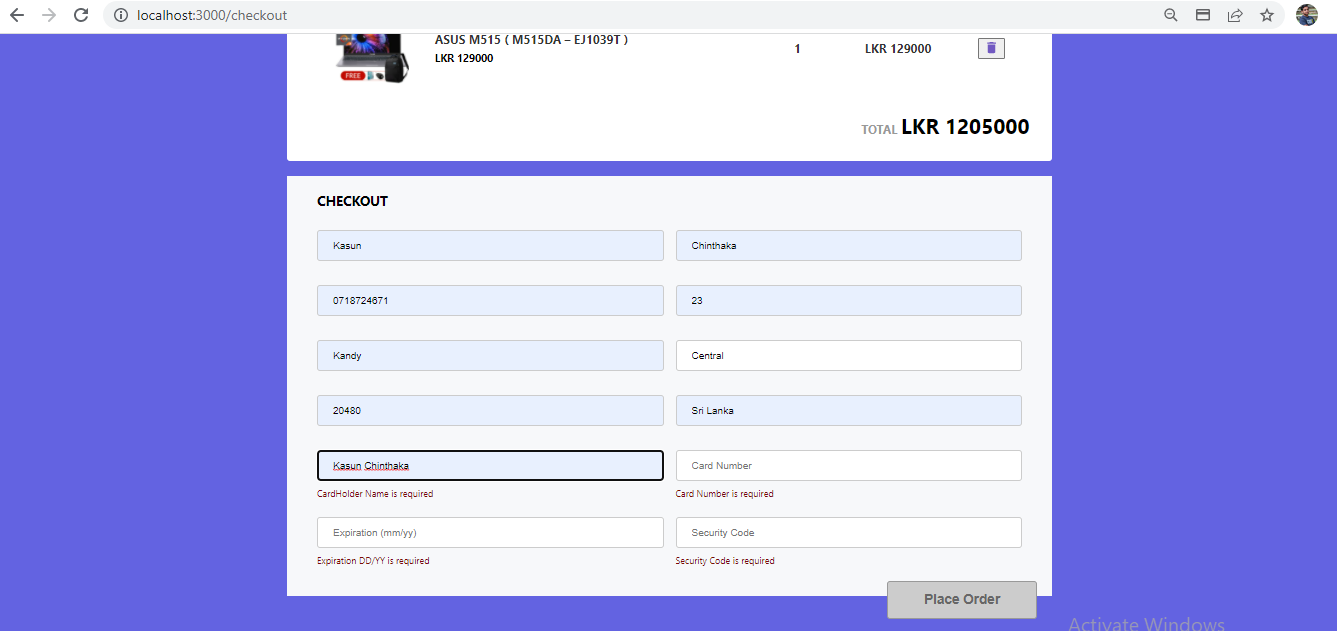 localhost:3000/checkout
ASUS M515 ( M515DA – EJ1039T )
LKR 129000
1
LKR 129000
FREE
TOTAL LKR 1205000
CHECKOUT
Kasun
Chinthaka
0718724671
23
Kandy
Central
20480
Sri Lanka
Kasun Chinthaka
Card Number
CardHolder Name is required
Card Number is required
Expiration (mm/yy)
Security Code
Expiration DD/YY is required
Security Code is required
Place Order
Activate Windows